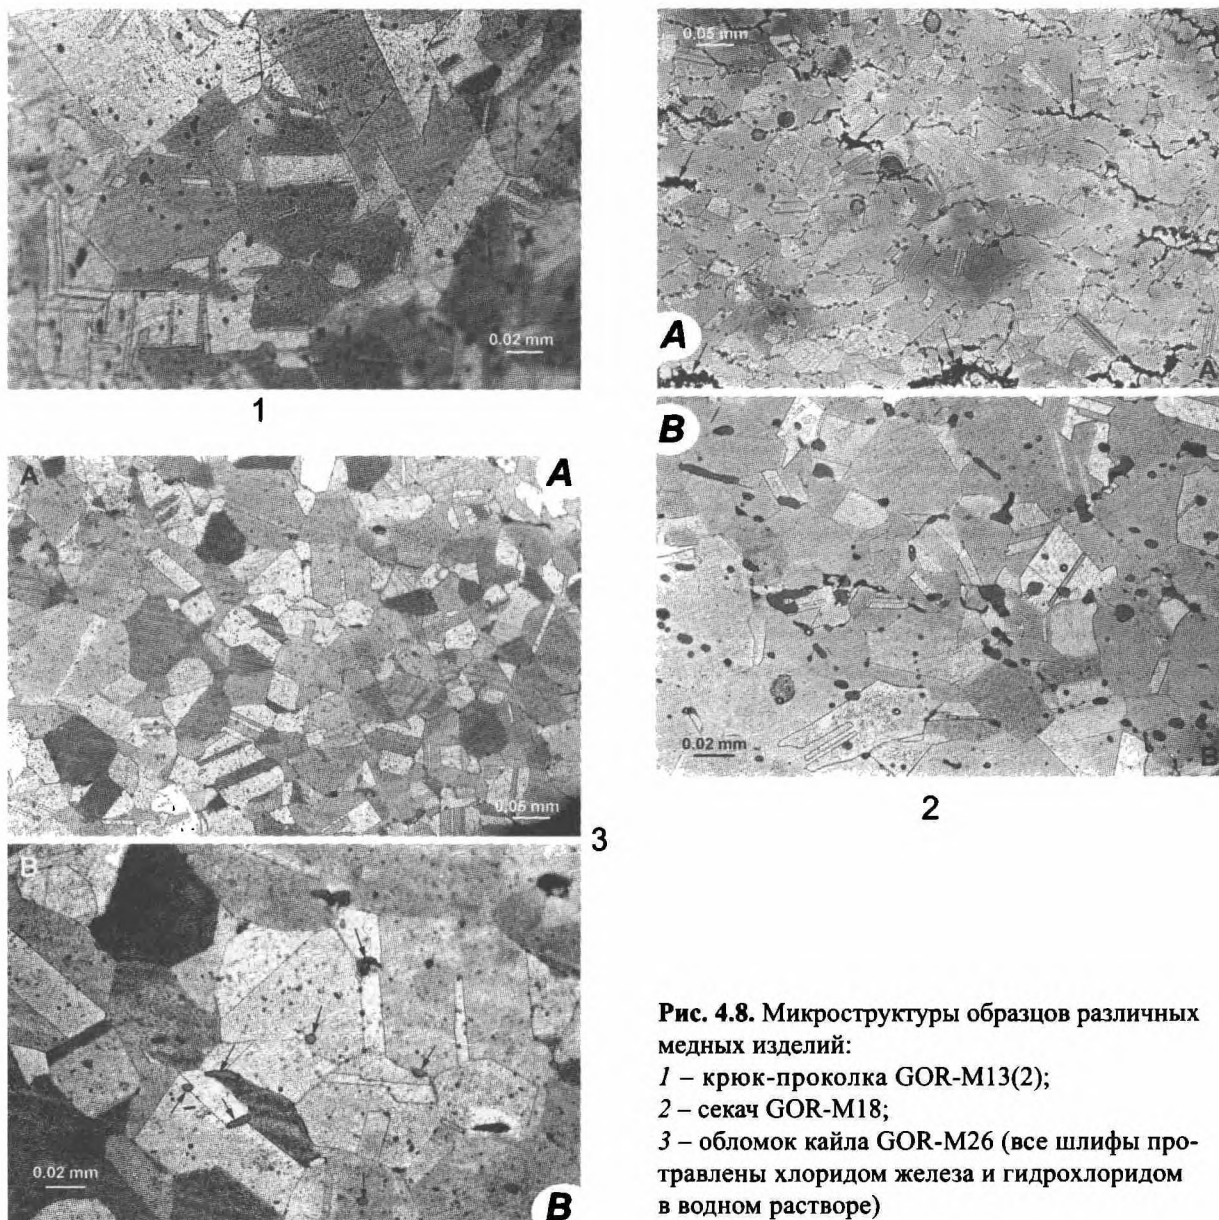 0.02 mm
1
0.05 mm
A
A
B
0.02 mm
B
2
A
A
0.05 mm
3
B
0.02 mm
B
Рис. 4.8. Микроструктуры образцов различных
медных изделий:
1 – крюк-проколка GOR-M13(2);
2 – секач GOR-M18;
3 – обломок кайла GOR-M26 (все шлифы про-
травлены хлоридом железа и гидрохлоридом
в водном растворе)